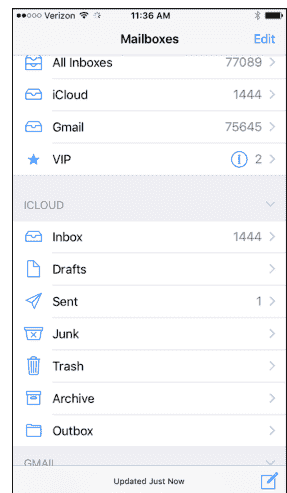 Verizon 11:36 AM
Mailboxes Edit
All Inboxes 77089
iCloud 1444
Gmail 75645
VIP 2
ICLOUD
Inbox 1444
Drafts
Sent 1
Junk
Trash
Archive
Outbox
GMAIL
Updated Just Now